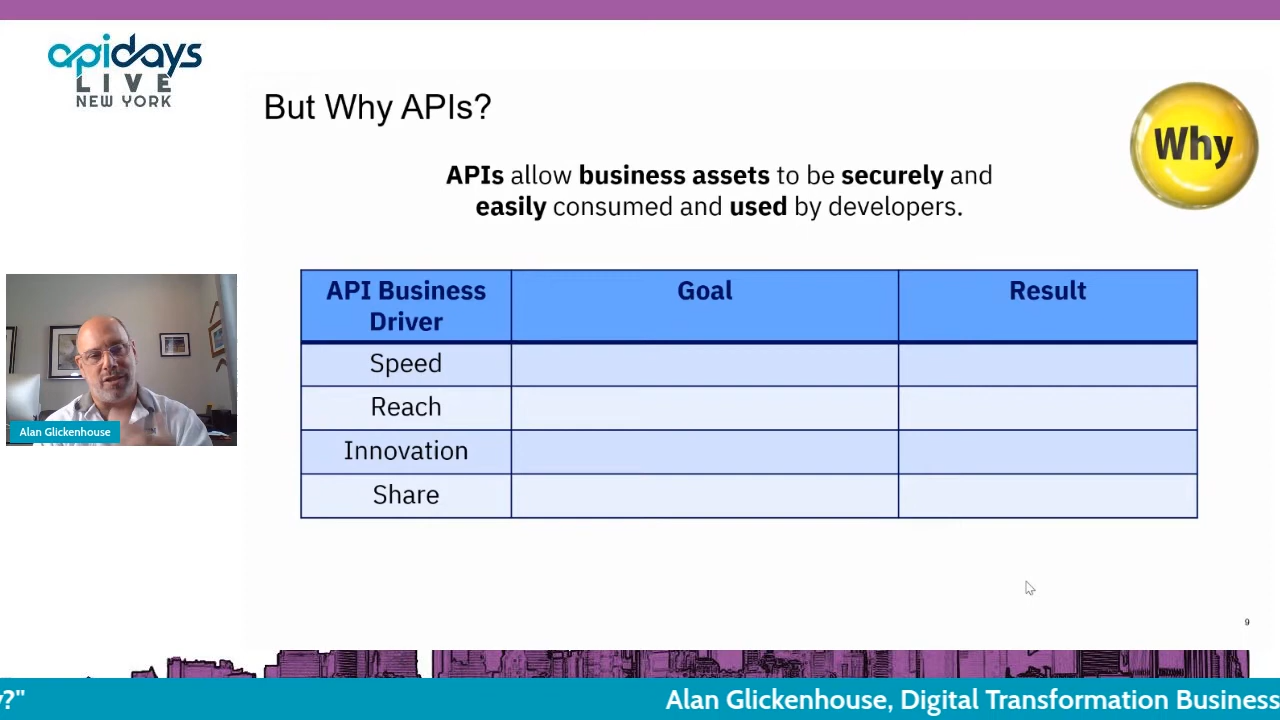 apidays
LIVE
NEW YORK
But Why APIs?
Why
APIs allow business assets to be securely and
easily consumed and used by developers.
API Business
Driver
Goal
Result
Speed
Reach
Innovation
Share
Alan Glickenhouse
9
y?"
Alan Glickenhouse, Digital Transformation Business